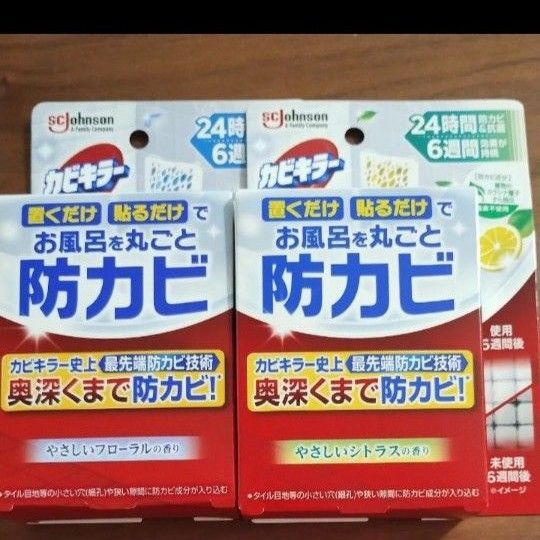 SC Johnson
A Family Company
24時
6週
カビキラー
SC Johnson
A Family Company
24時間 防カビ&抗菌
6週間 効果が持続
カビキラー
置くだけ 貼るだけで
お風呂を丸ごと
防カビ
カビキラー史上 最先端防カビ技術
奥深くまで防カビ!*
やさしいフローラルの香り
*タイル目地等の小さい穴(細孔)や狭い隙間に防カビ成分が入り込む
置くだけ 貼るだけで
お風呂を丸ごと
防カビ
カビキラー史上 最先端防カビ技術
奥深くまで防カビ!*
やさしいシトラスの香り
*タイル目地等の小さい穴(細孔)や狭い隙間に防カビ成分が入り込む
使用
6週間後
未使用
6週間後
※イメージ